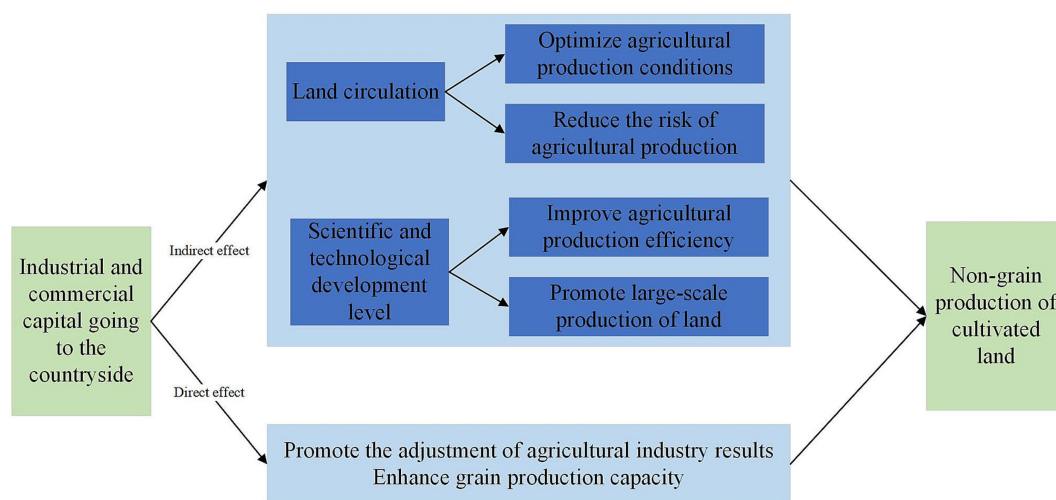 Industrial and
commercial
capital going
to the
countryside
Indirect effect
Direct effect
Land circulation
Optimize agricultural
production conditions
Reduce the risk of
agricultural production
Scientific and
technological
development
level
Improve agricultural
production efficiency
Promote large-scale
production of land
Promote the adjustment of agricultural industry results
Enhance grain production capacity
Non-grain
production of
cultivated
land